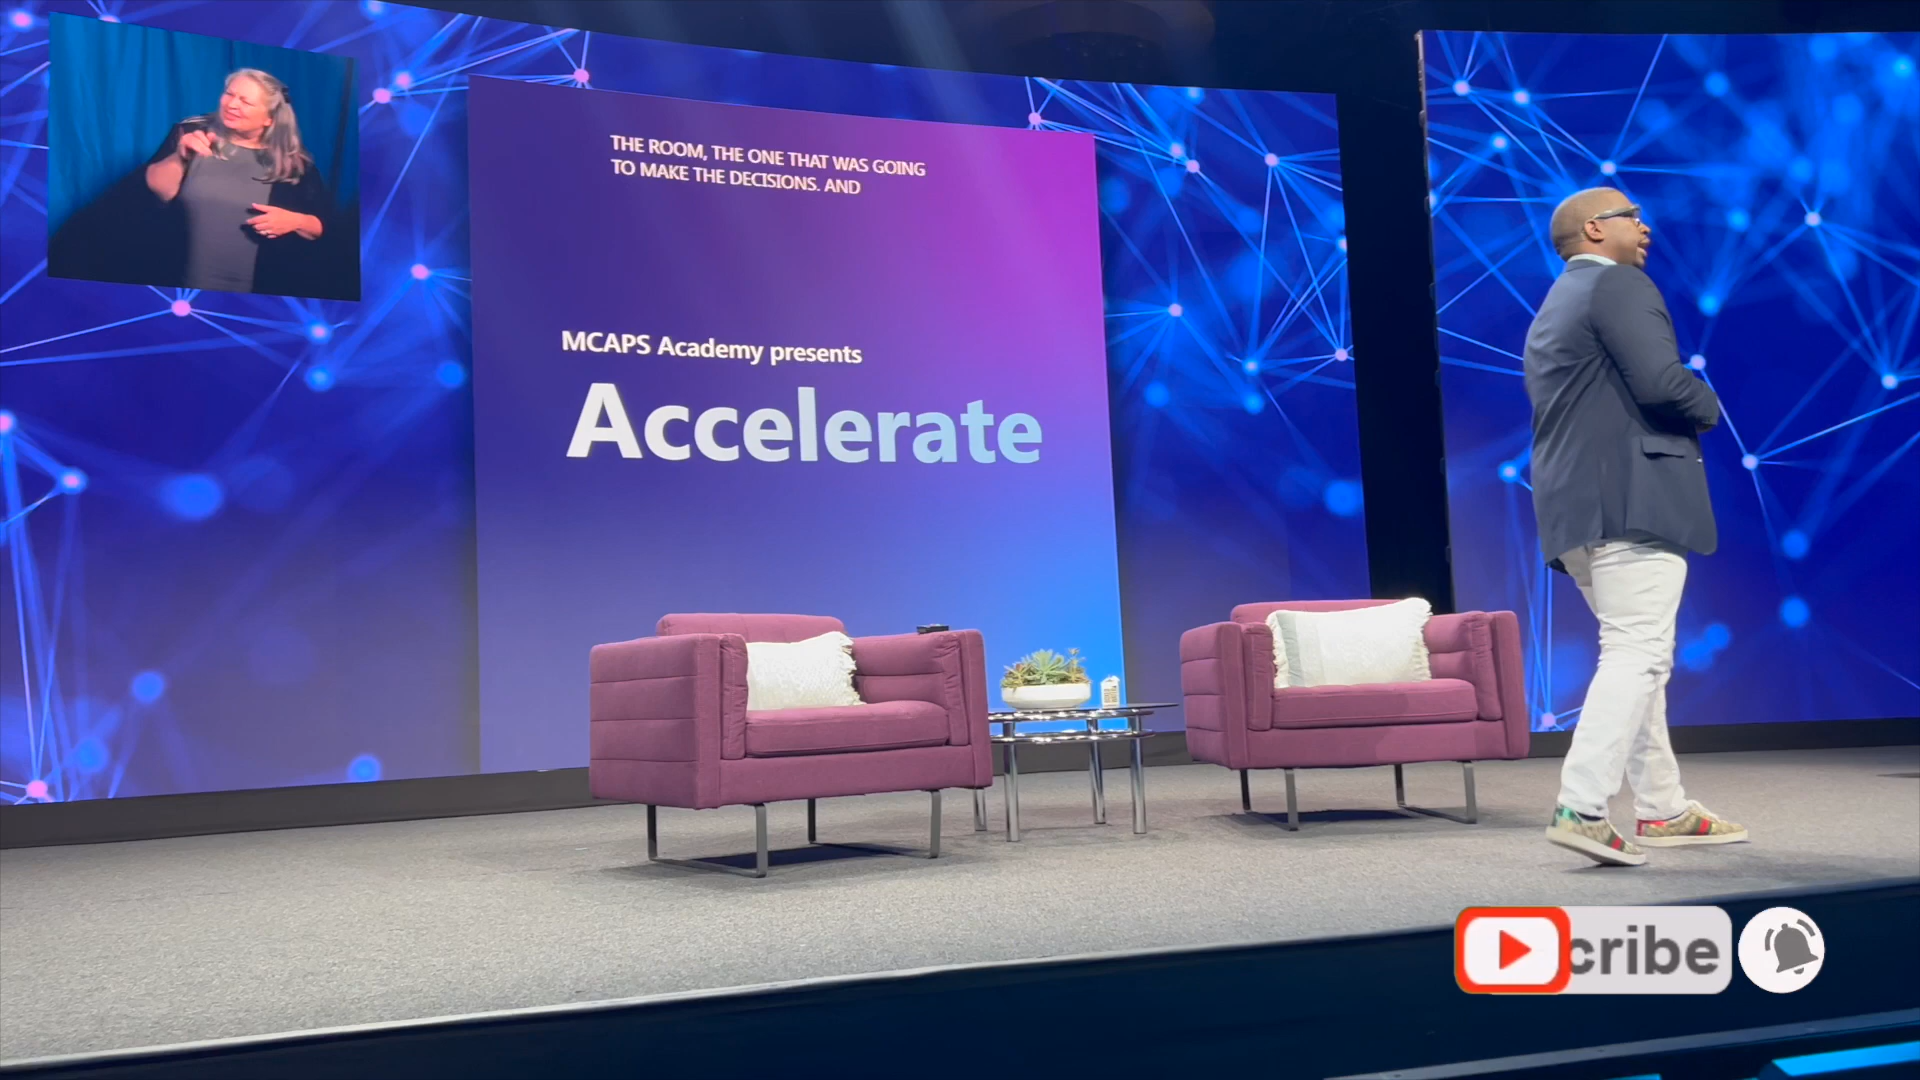 THE ROOM, THE ONE THAT WAS GOING
TO MAKE THE DECISIONS. AND
MCAPS Academy presents
Accelerate
cribe